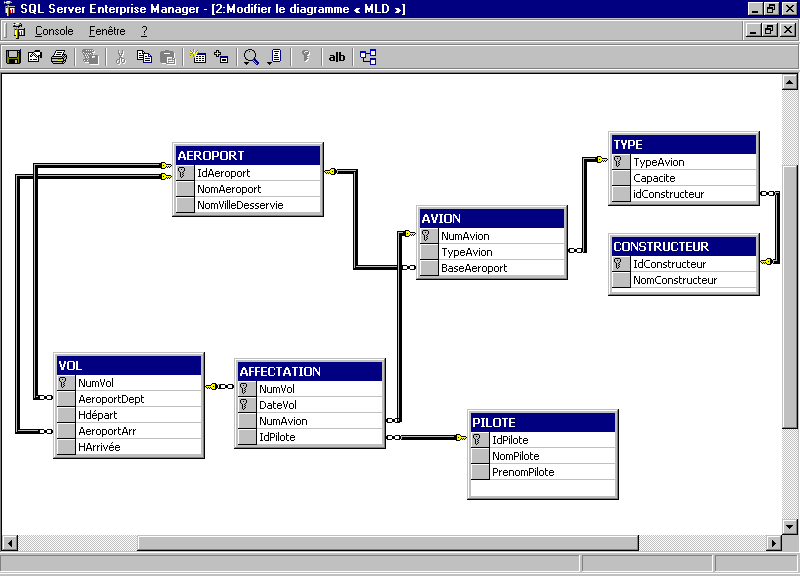 SQL Server Enterprise Manager - [2:Modifier le diagramme « MLD »]
Console Fenêtre ?
a|b
AEROPORT
IdAeroport
NomAeroport
NomVilleDesservie
TYPE
TypeAvion
Capacite
idConstructeur
AVION
NumAvion
TypeAvion
BaseAeroport
CONSTRUCTEUR
IdConstructeur
NomConstructeur
VOL
NumVol
AeroportDept
Hdépart
AeroportArr
HArrivée
AFFECTATION
NumVol
DateVol
NumAvion
IdPilote
PILOTE
IdPilote
NomPilote
PrenomPilote